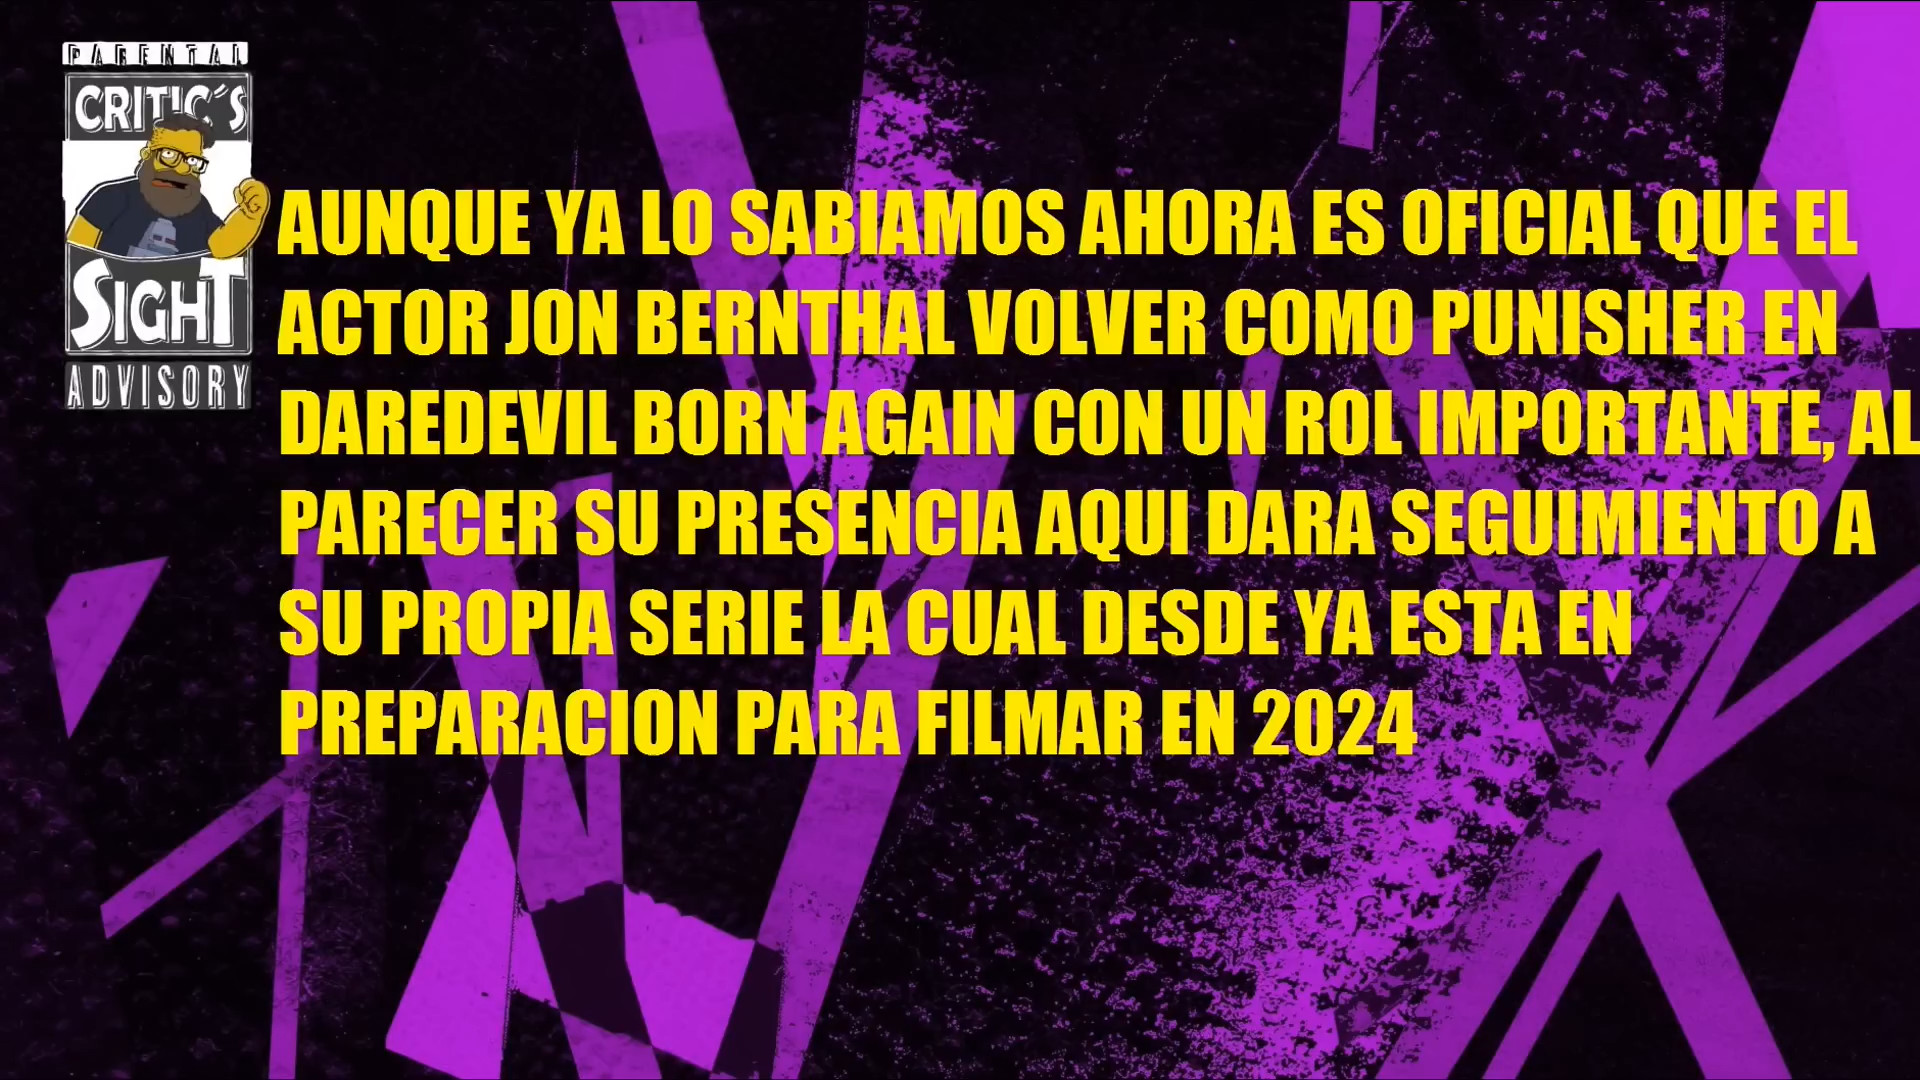 PARENTAL
CRITIC´S
SIGHT
ADVISORY
AUNQUE YA LO SABIAMOS AHORA ES OFICIAL QUE EL
ACTOR JON BERNTHAL VOLVER COMO PUNISHER EN
DAREDEVIL BORN AGAIN CON UN ROL IMPORTANTE, AL
PARECER SU PRESENCIA AQUI DARA SEGUIMIENTO A
SU PROPIA SERIE LA CUAL DESDE YA ESTA EN
PREPARACION PARA FILMAR EN 2024